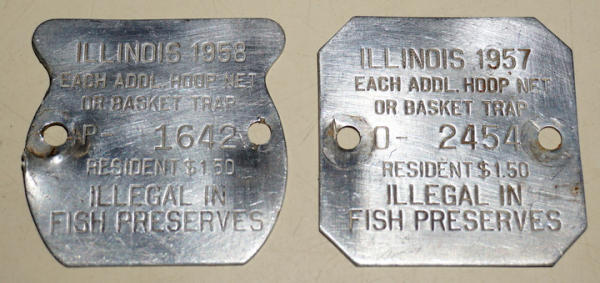 ILLINOIS 1958
EACH ADDL. HOOP NET
OR BASKET TRAP
P- 1642
RESIDENT $1.50
ILLEGAL IN
FISH PRESERVES
ILLINOIS 1957
EACH ADDL. HOOP NET
OR BASKET TRAP
O- 2454
RESIDENT $1.50
ILLEGAL IN
FISH PRESERVES